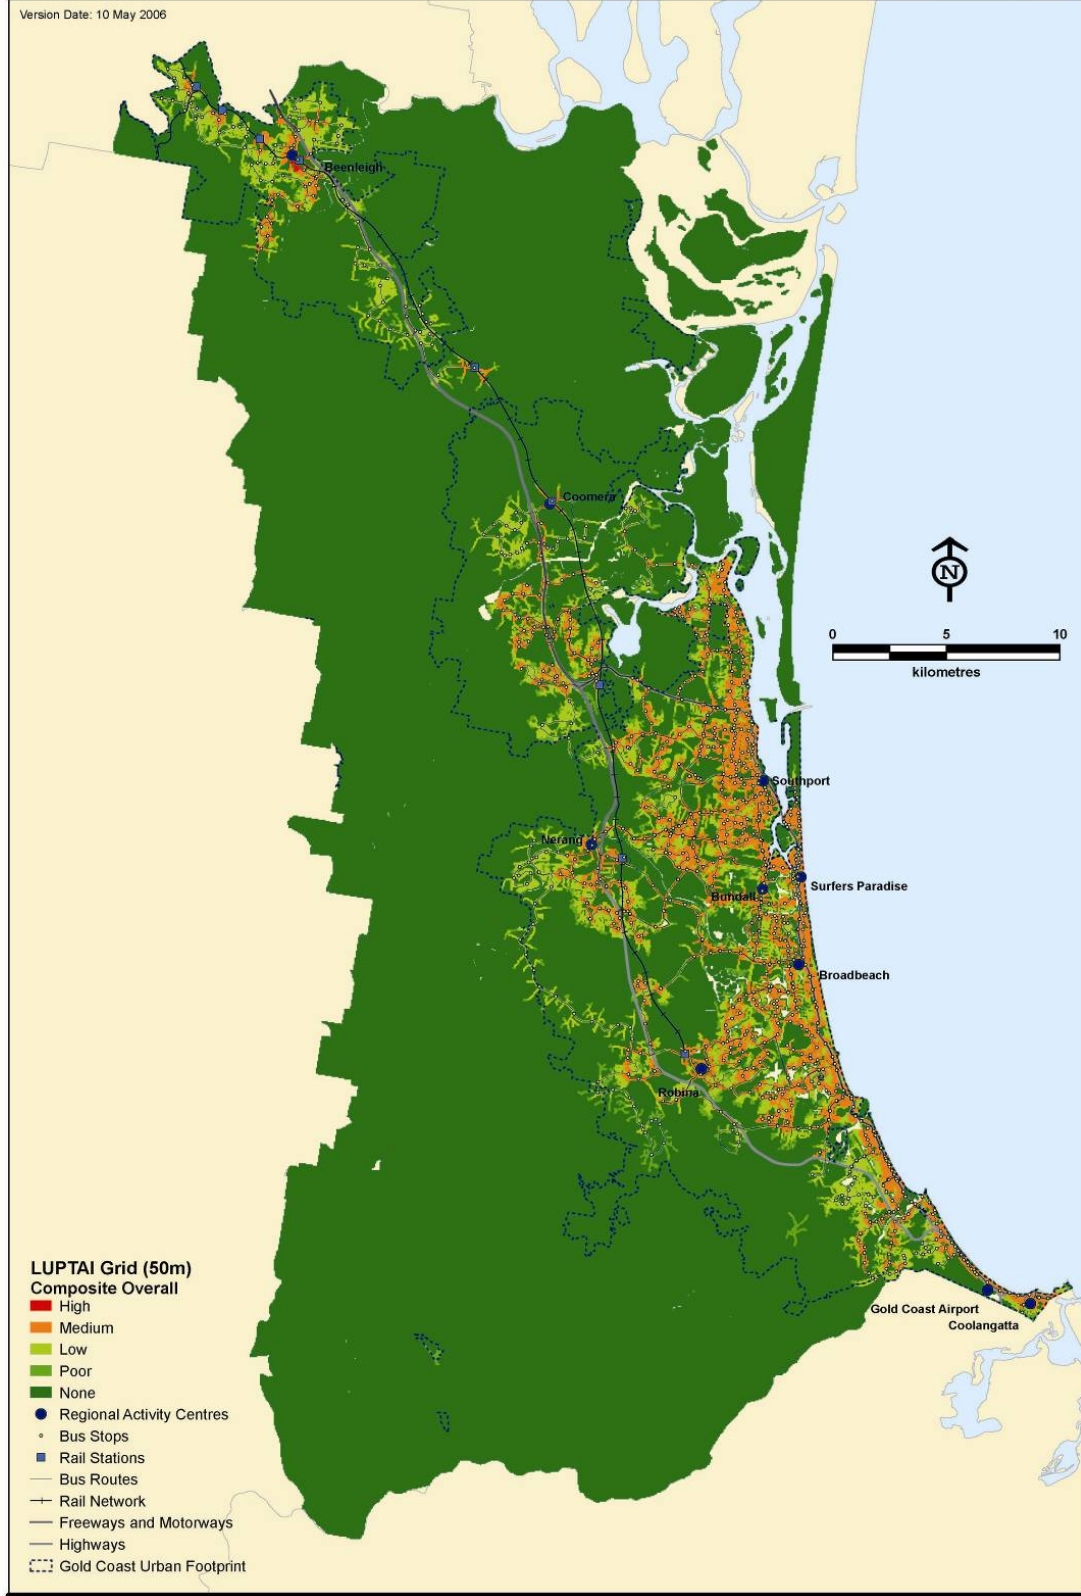 Version Date: 10 May 2006
Beenleigh
Coomera
N
0 5 10
kilometres
Southport
Nerang
Surfers Paradise
Bundall
Broadbeach
Robina
LUPTAI Grid (50m)
Composite Overall
High
Medium
Low
Poor
None
Regional Activity Centres
Bus Stops
Rail Stations
Bus Routes
Rail Network
Freeways and Motorways
Highways
Gold Coast Urban Footprint
Gold Coast Airport
Coolangatta